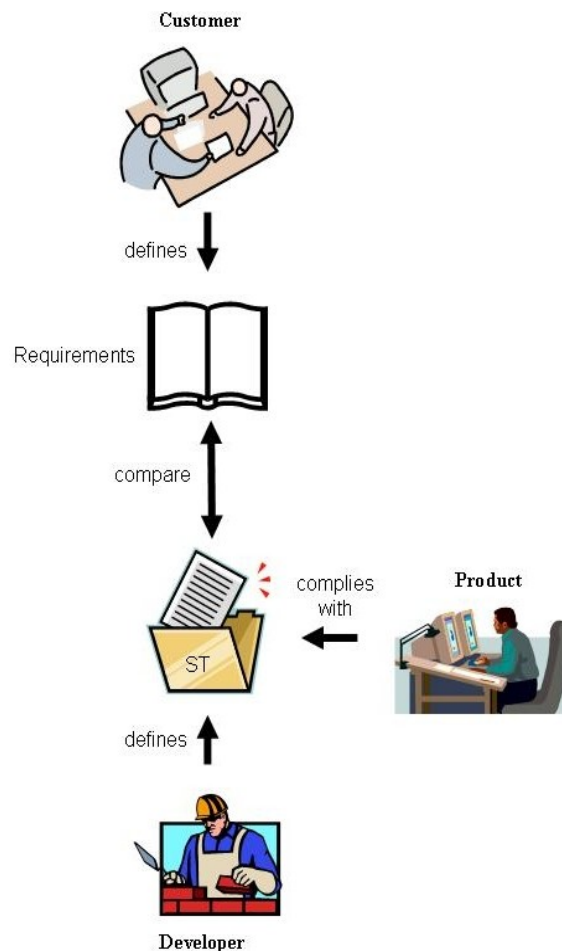 Customer
defines
Requirements
compare
complies
with
Product
ST
defines
Developer